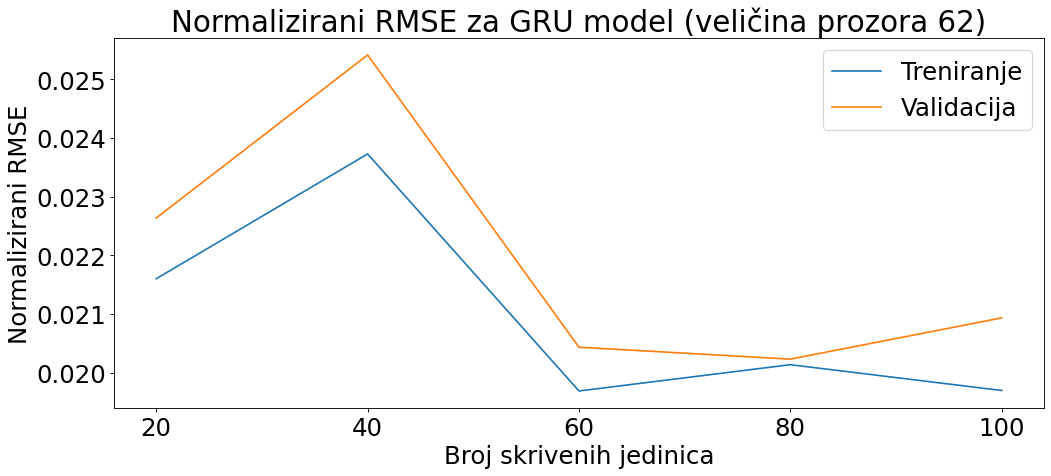 Normalizirani RMSE za GRU model (veličina prozora 62)
Treniranje
Validacija
Normalizirani RMSE
0.025
0.024
0.023
0.022
0.021
0.020
20 40 60 80 100
Broj skrivenih jedinica